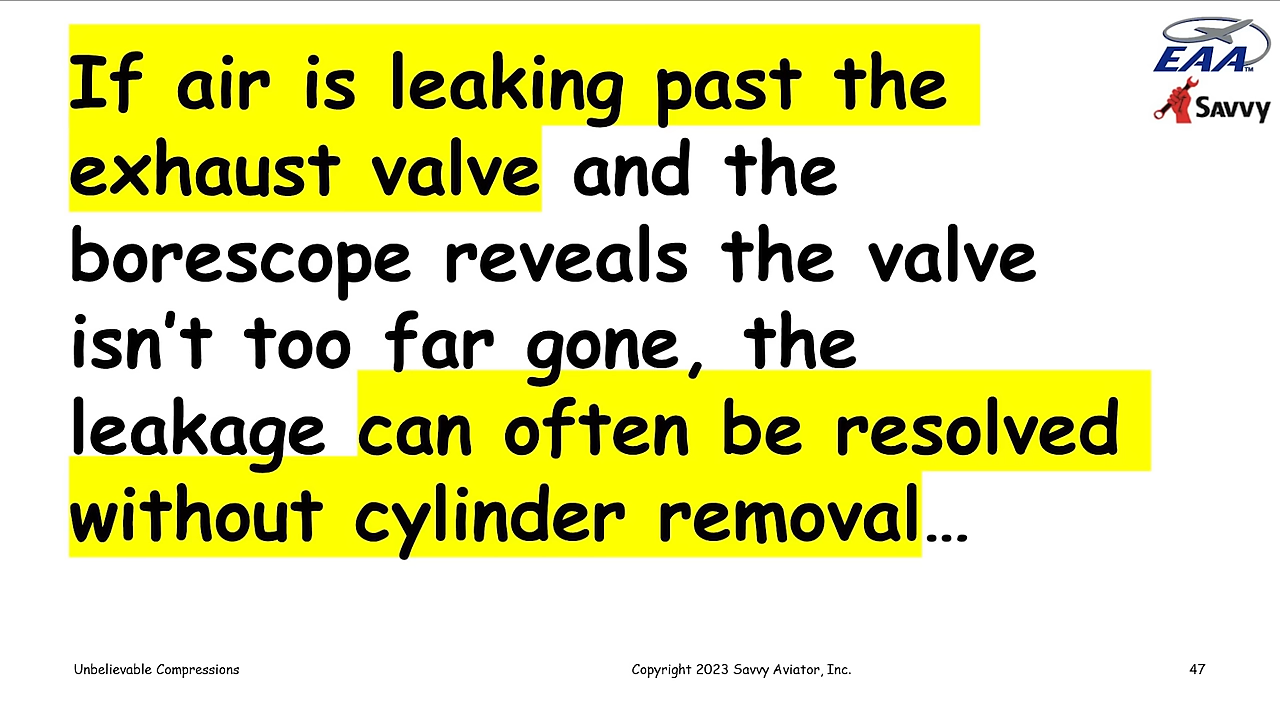 If air is leaking past the
exhaust valve and the
borescope reveals the valve
isn't too far gone, the
leakage can often be resolved
without cylinder removal...
EAA™
SAVVY
Unbelievable Compressions
Copyright 2023 Savvy Aviator, Inc.
47